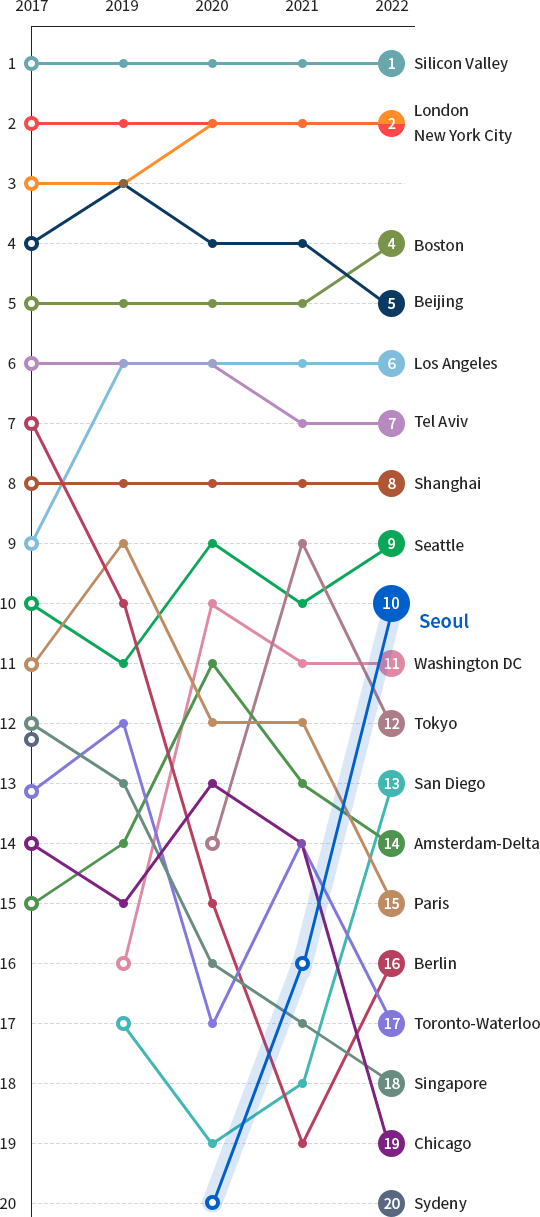 2017 2019 2020 2021 2022
1 1 Silicon Valley
London
2 2
New York City
3
4 4 Boston
5 5 Beijing
6 6 Los Angeles
7 7 Tel Aviv
8 8 Shanghai
9 9 Seattle
10 10 Seoul
11 11 Washington DC
12 12 Tokyo
13 13 San Diego
14 14 Amsterdam-Delta
15 15 Paris
16 16 Berlin
17 17 Toronto-Waterloo
18 18 Singapore
19 19 Chicago
20 20 Sydeny